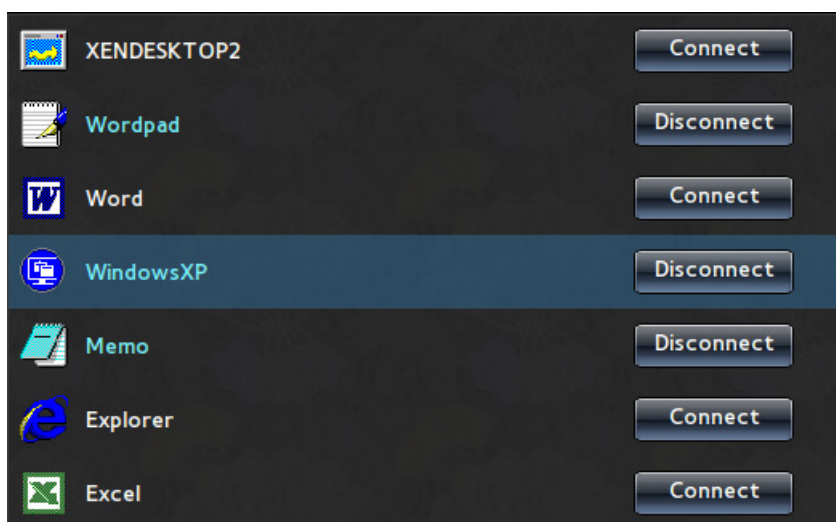 XENDESKTOP2 Connect
Wordpad Disconnect
W Word Connect
WindowsXP Disconnect
Memo Disconnect
Explorer Connect
Excel Connect